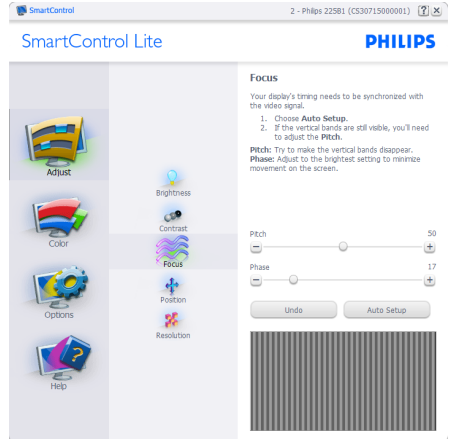 SmartControl
2 - Philips 225B1 (CS30715000001)
SmartControl Lite
PHILIPS
Adjust
Color
Options
Help
Brightness
Contrast
Focus
Position
Resolution
Focus
Your display's timing needs to be synchronized with
the video signal.
1. Choose Auto Setup.
2. If the vertical bands are still visible, you'll need
to adjust the Pitch.
Pitch: Try to make the vertical bands disappear.
Phase: Adjust to the brightest setting to minimize
movement on the screen.
Pitch 50
Phase 17
Undo Auto Setup